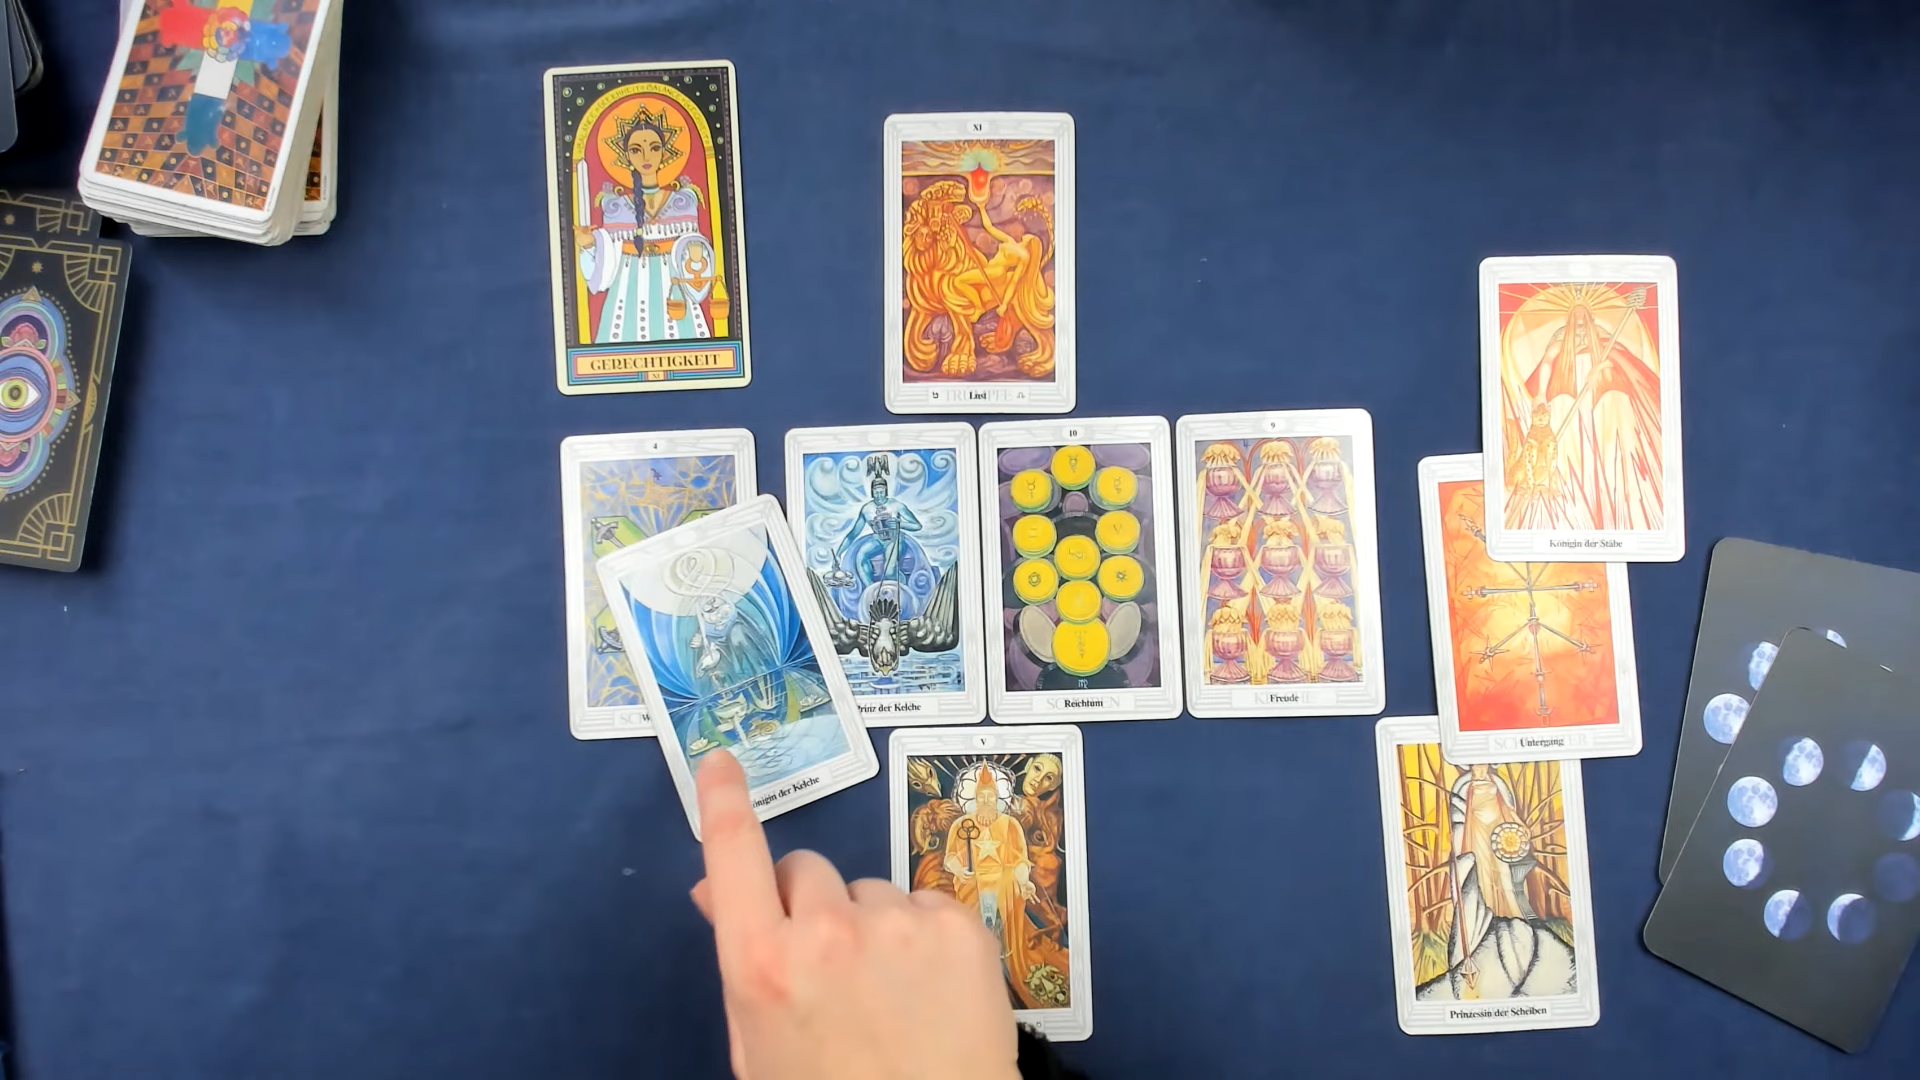 GERECHTIGKEIT
XI
XI
Lust
4
Prinz der Kelche
10
Reichtum
9
Freude
Königin der Stäbe
Königin der Kelche
Untergang
V
Prinzessin der Scheiben